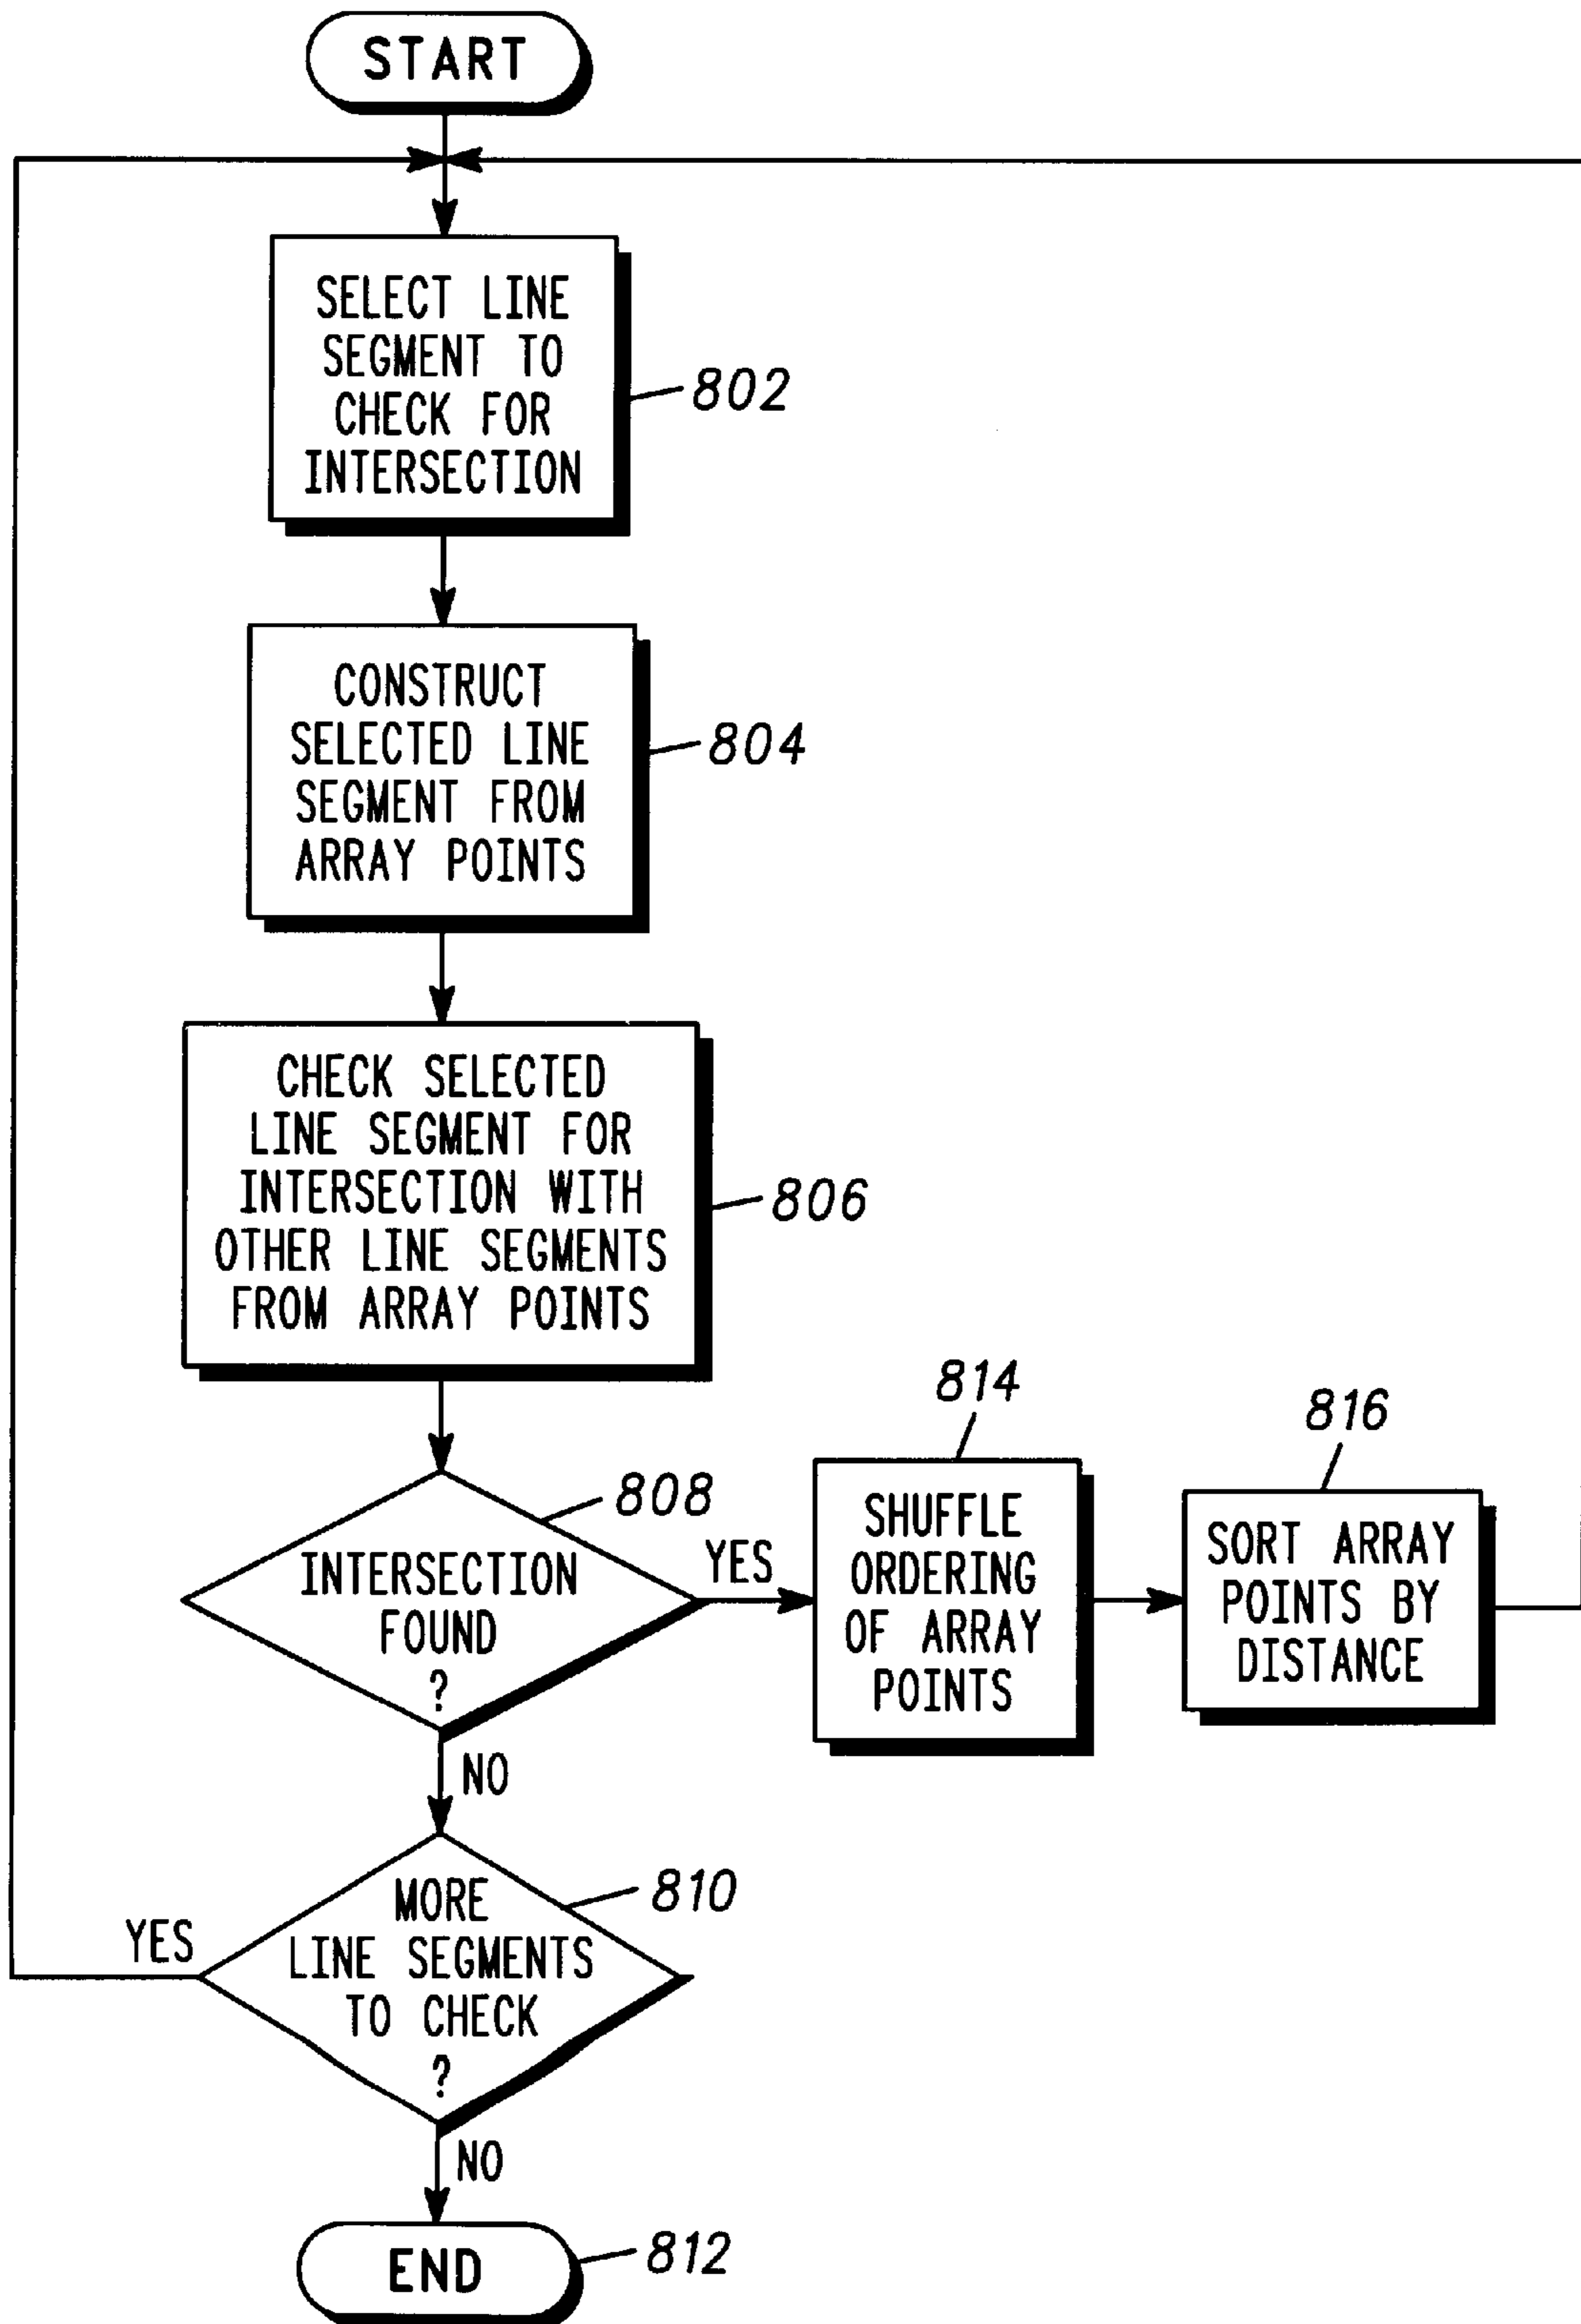 START
SELECT LINE
SEGMENT TO
CHECK FOR
INTERSECTION
802
CONSTRUCT
SELECTED LINE
SEGMENT FROM
ARRAY POINTS
804
CHECK SELECTED
LINE SEGMENT FOR
INTERSECTION WITH
OTHER LINE SEGMENTS
FROM ARRAY POINTS
806
INTERSECTION
FOUND
?
808
YES
NO
814
SHUFFLE
ORDERING
OF ARRAY
POINTS
816
SORT ARRAY
POINTS BY
DISTANCE
MORE
LINE SEGMENTS
TO CHECK
?
810
YES
NO
END
812